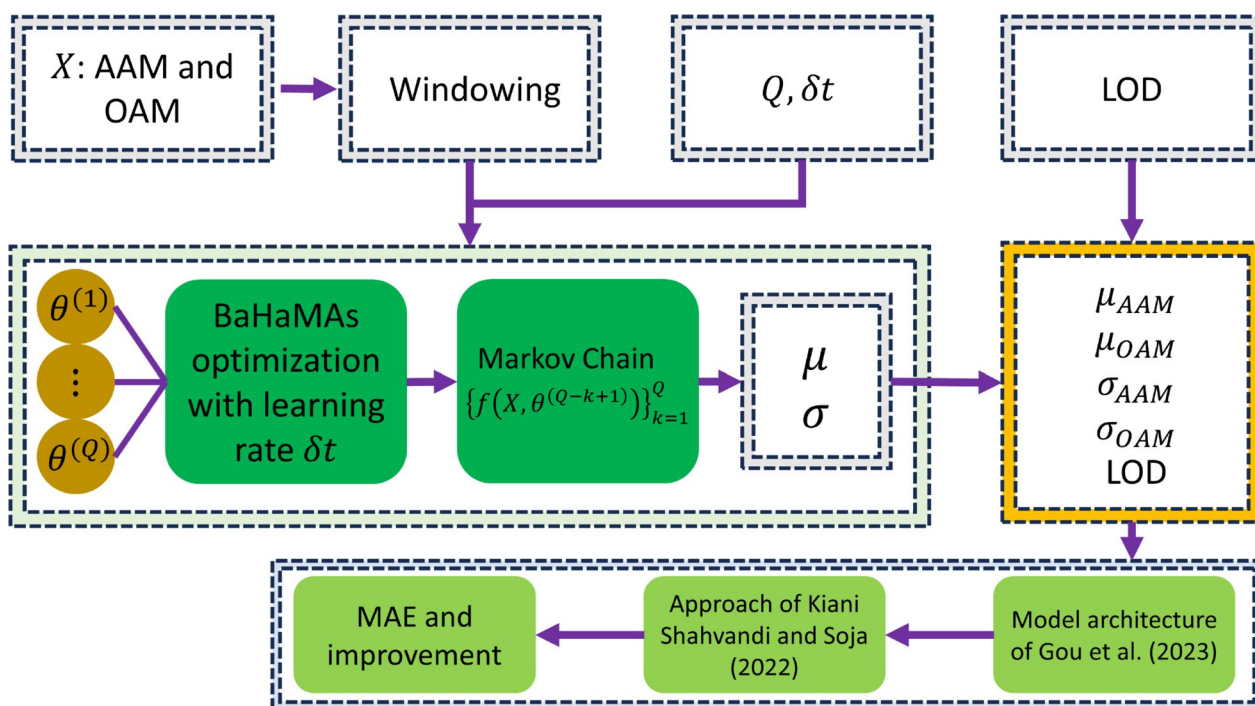 X: AAM and
OAM
Windowing
Q, δt
LOD
θ^(1)
⋮
θ^(Q)
BaHaMAs
optimization
with learning
rate δt
Markov Chain
{f(X, θ^(Q−k+1))}_{k=1}^Q
μ
σ
μ_AAM
μ_OAM
σ_AAM
σ_OAM
LOD
MAE and
improvement
Approach of Kiani
Shahvandi and Soja
(2022)
Model architecture
of Gou et al. (2023)